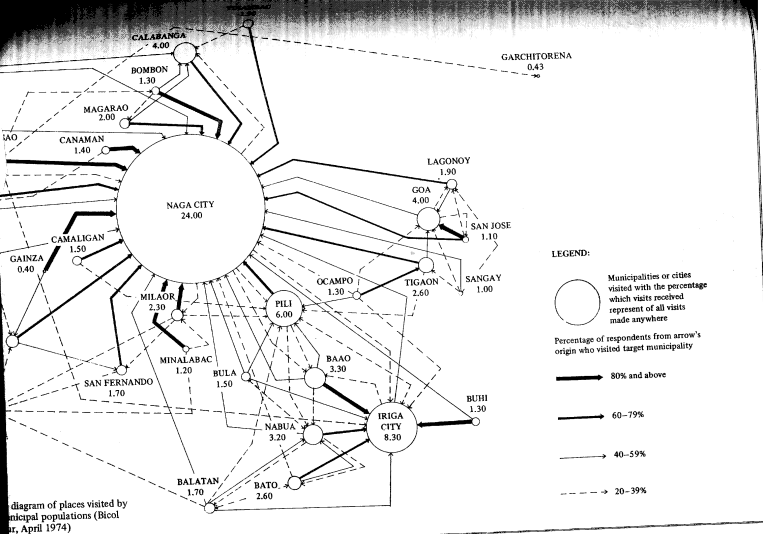 CALABANGA
4.00
GARCHITORENA
0.43
BOMBON
1.30
MAGARAO
2.00
CANAMAN
1.40
LAGONOY
1.90
GOA
4.00
NAGA CITY
24.00
SAN JOSE
1.10
CAMALIGAN
1.50
GAINZA
0.40
LEGEND:
Municipalities or cities
visited with the percentage
which visits received
represent of all visits
made anywhere
OCAMPO
1.30
TIGAON
2.60
SANGAY
1.00
MILAOR
2.30
PILI
6.00
Percentage of respondents from arrow's
origin who visited target municipality
MINALABAC
1.20
BULA
1.50
BAAO
3.30
80% and above
SAN FERNANDO
1.70
BUHI
1.30
IRIGA
CITY
8.30
60–79%
NABUA
3.20
40–59%
BALATAN
1.70
BATO
2.60
20–39%
diagram of places visited by
populations (Bicol
April 1974)